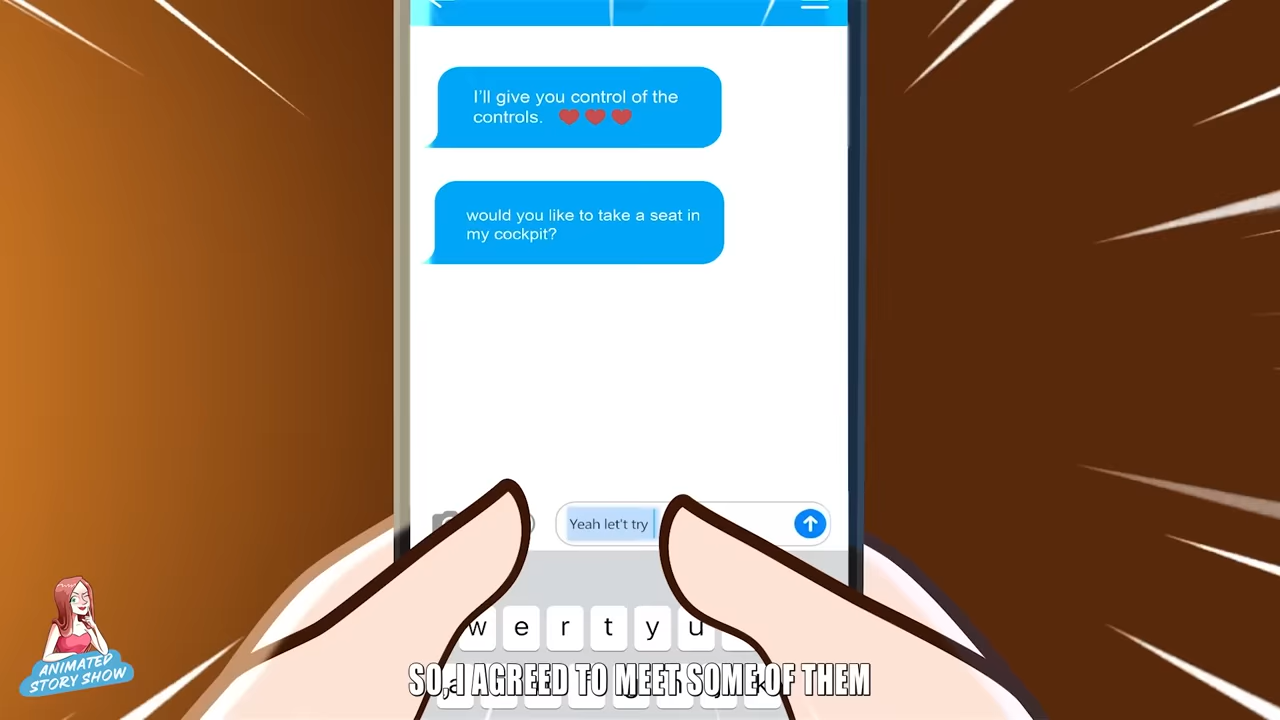 I'll give you control of the
controls. ❤❤❤
would you like to take a seat in
my cockpit?
Yeah let't try
w e r t y u
SO, I AGREED TO MEET SOME OF THEM
ANIMATED
STORY SHOW